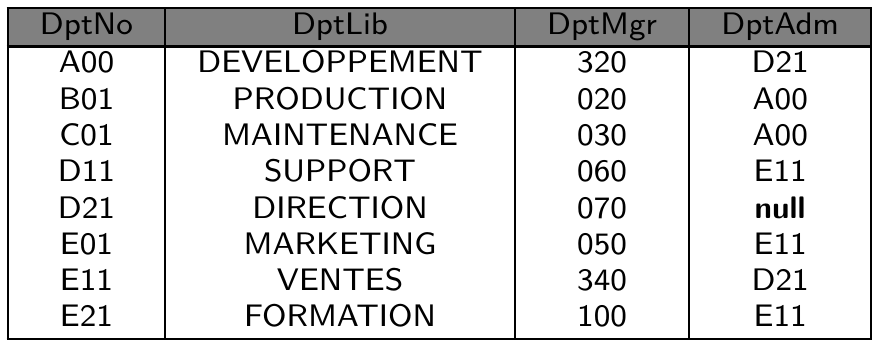 DptNo DptLib DptMgr DptAdm
A00 DEVELOPPEMENT 320 D21
B01 PRODUCTION 020 A00
C01 MAINTENANCE 030 A00
D11 SUPPORT 060 E11
D21 DIRECTION 070 null
E01 MARKETING 050 E11
E11 VENTES 340 D21
E21 FORMATION 100 E11